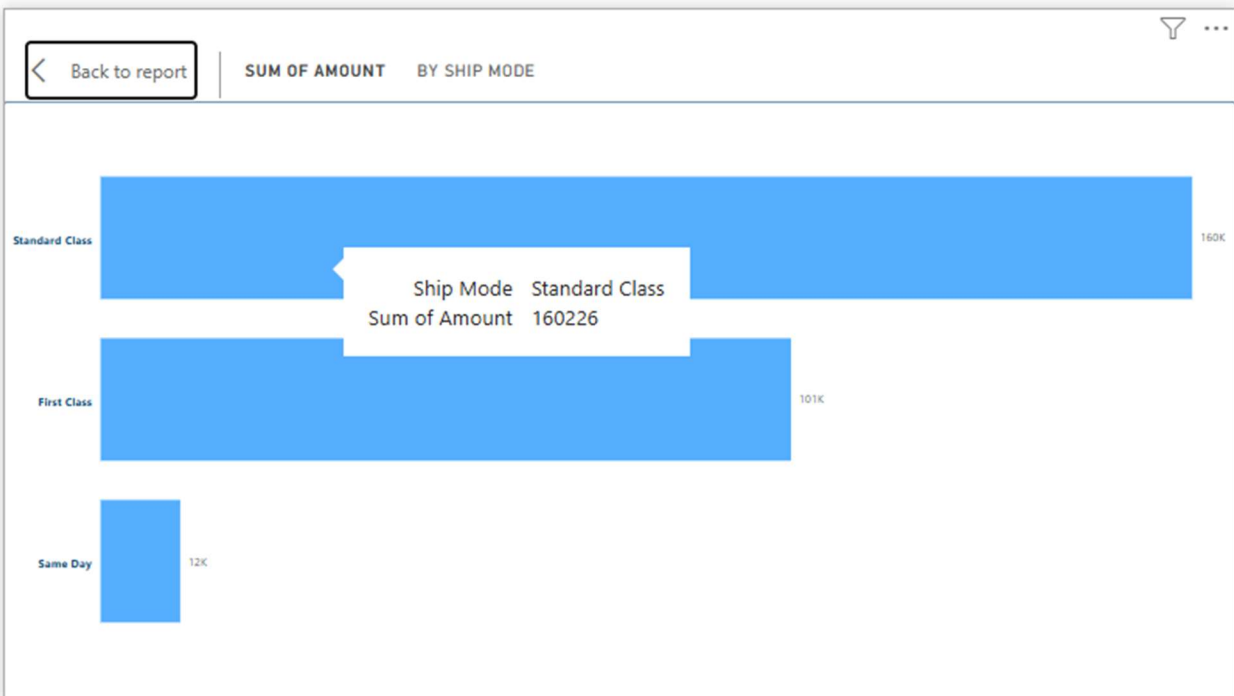 Back to report
SUM OF AMOUNT BY SHIP MODE
Standard Class
160K
Ship Mode Standard Class
Sum of Amount 160226
First Class
101K
Same Day
12K